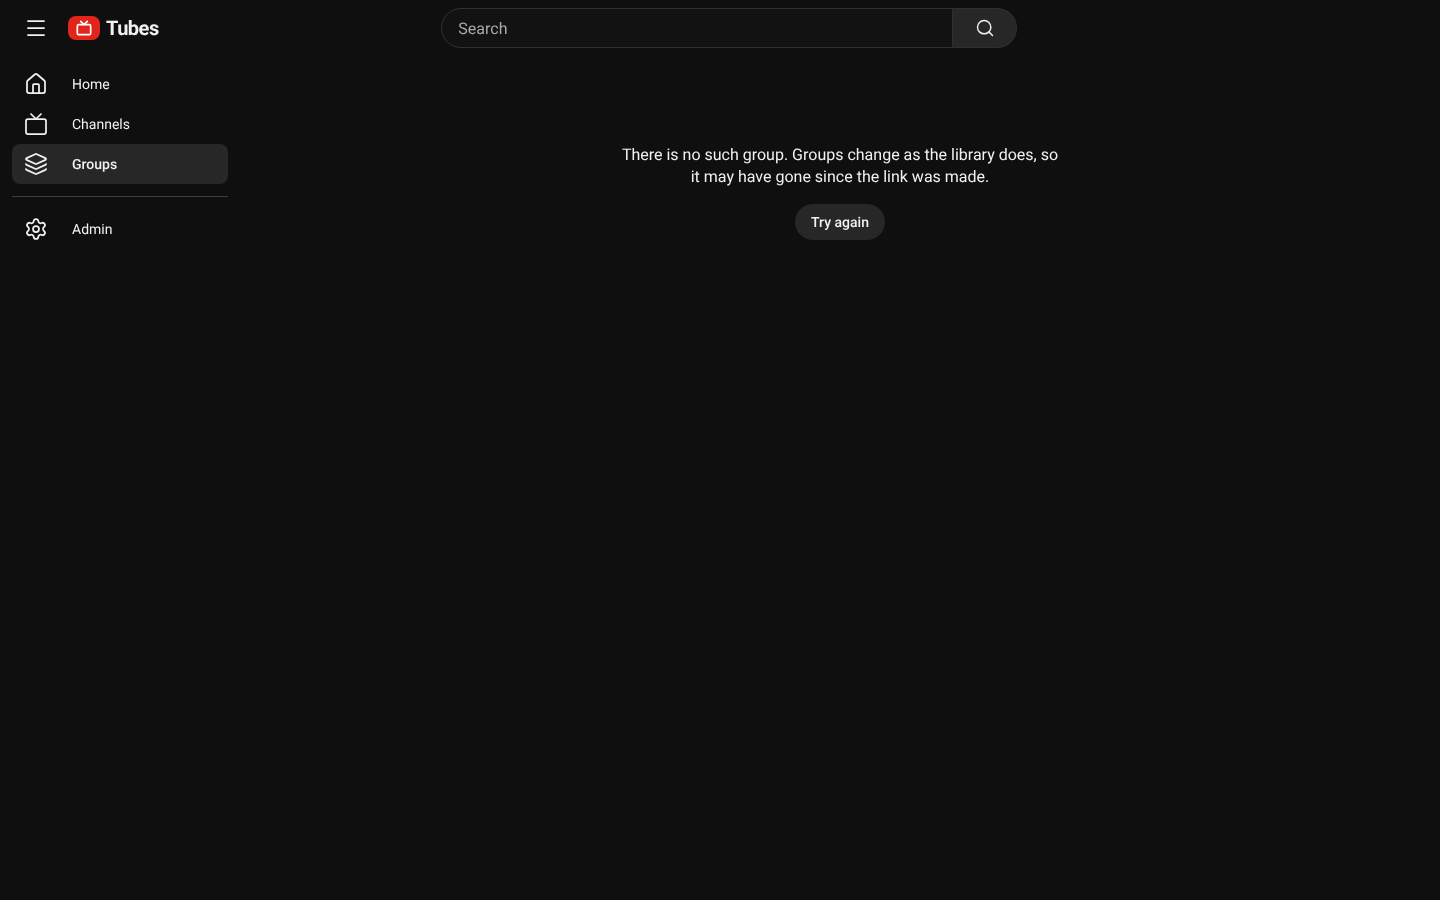 Tubes
Search
Home
Channels
Groups
Admin
There is no such group. Groups change as the library does, so
it may have gone since the link was made.
Try again